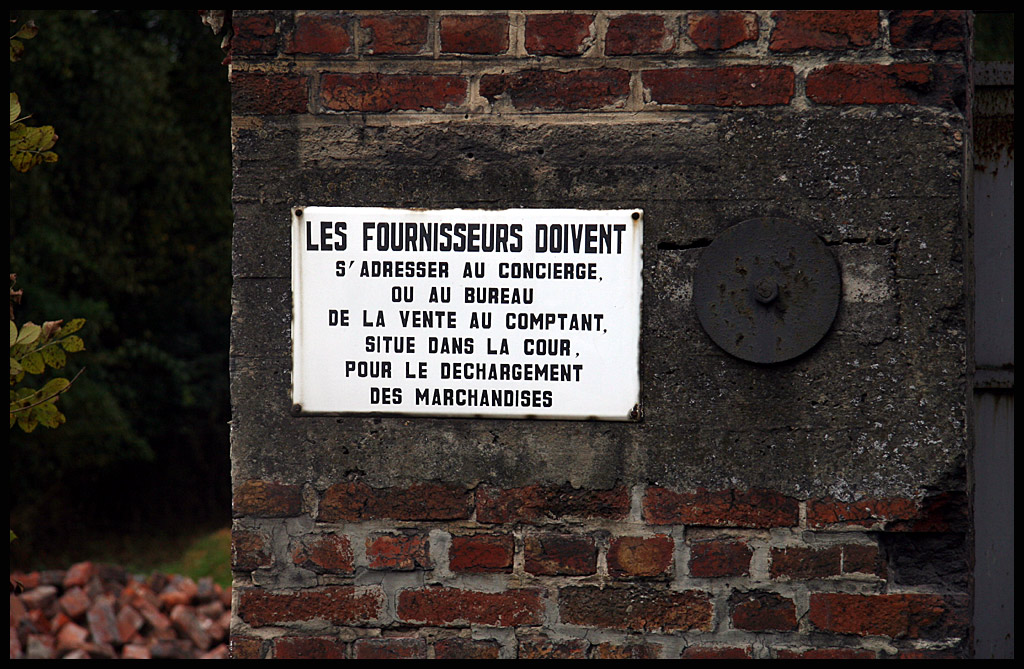 LES FOURNISSEURS DOIVENT
S'ADRESSER AU CONCIERGE,
OU AU BUREAU
DE LA VENTE AU COMPTANT,
SITUE DANS LA COUR,
POUR LE DECHARGEMENT
DES MARCHANDISES